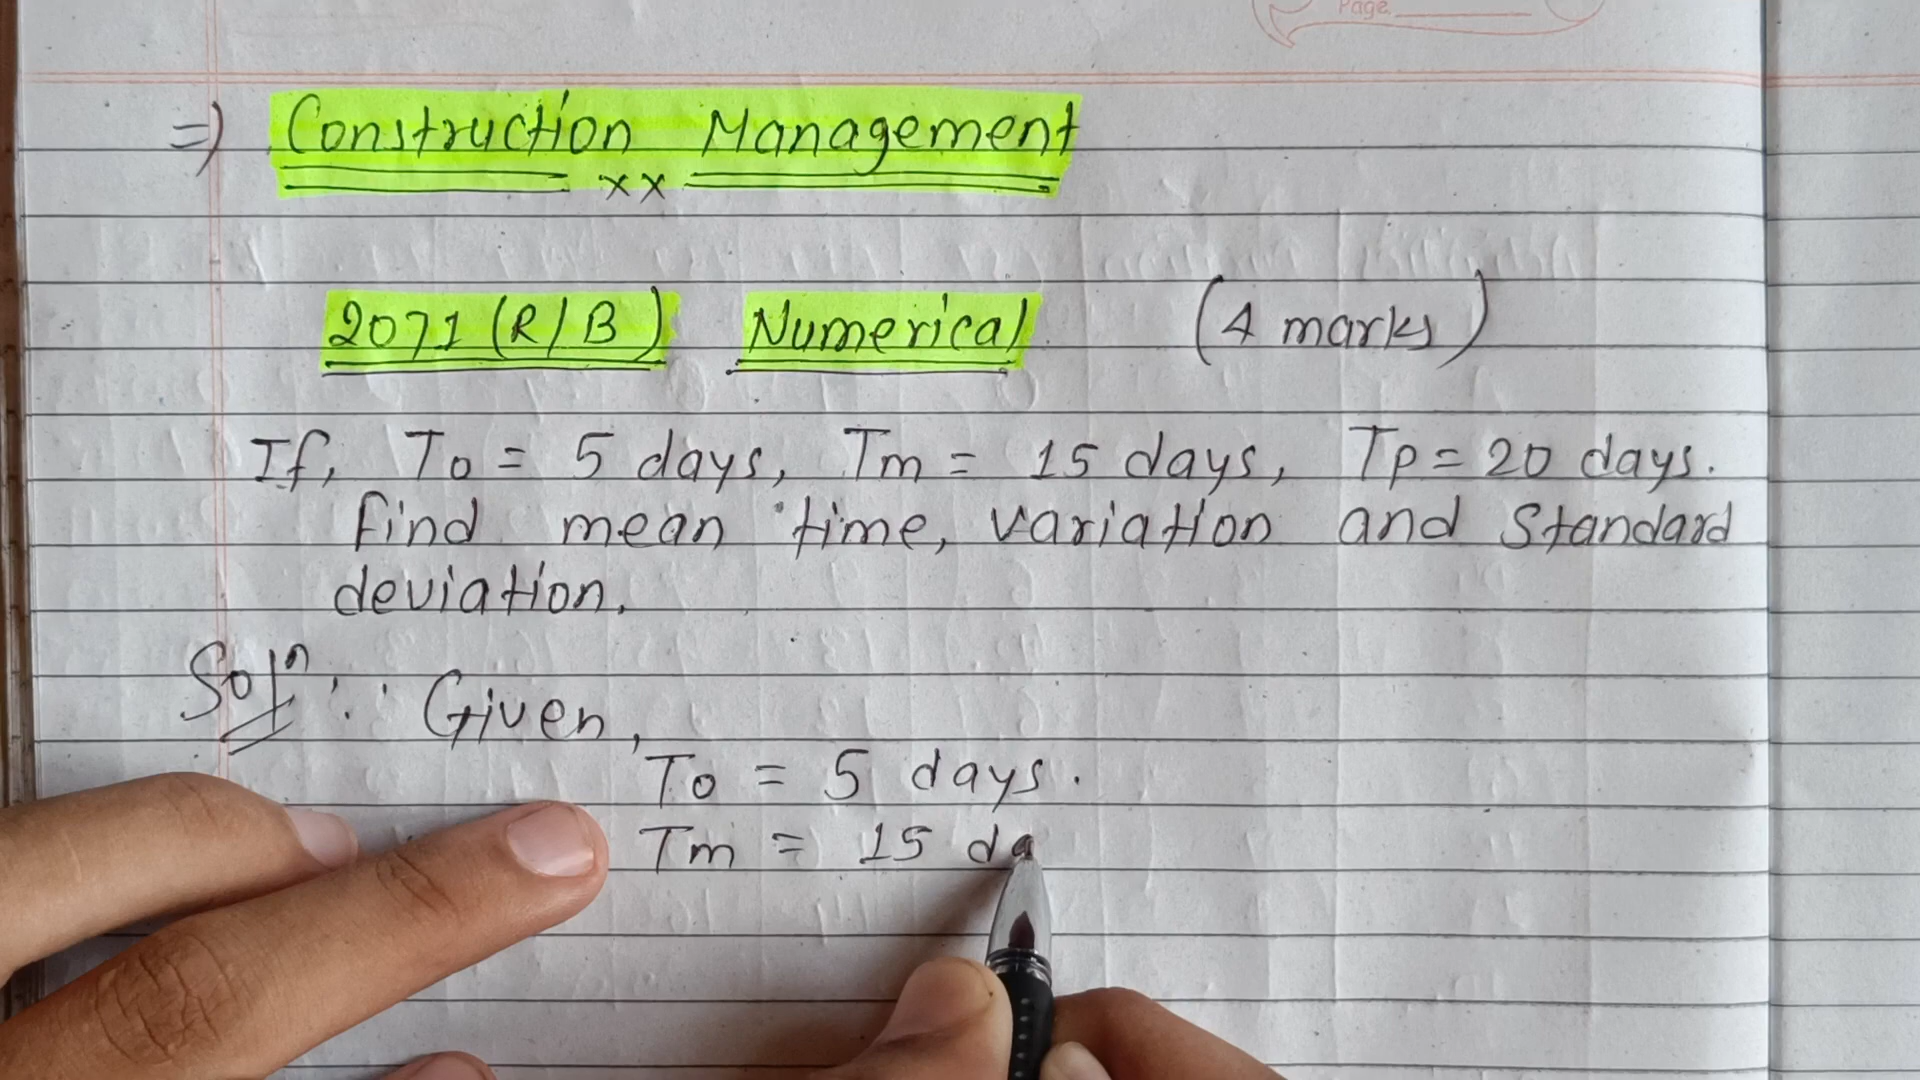 Page
=) Construction Management
xx
2071 (R/B) Numerical (4 marks)
If, To = 5 days, Tm = 15 days, Tp = 20 days.
Find mean time, variation and standard
deviation.
Solⁿ: Given,
To = 5 days.
Tm = 15 da